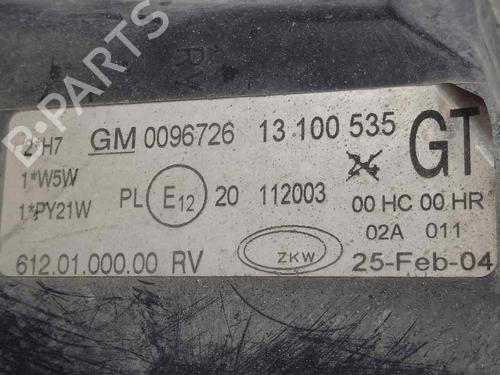 B-PARTS
RV
2*H7 GM 0096726 13 100 535 GT
1*W5W
1*PY21W PL E12 20 112003 00 HC 00 HR
02A 011
612.01.000.00 RV ZKW 25-Feb-04